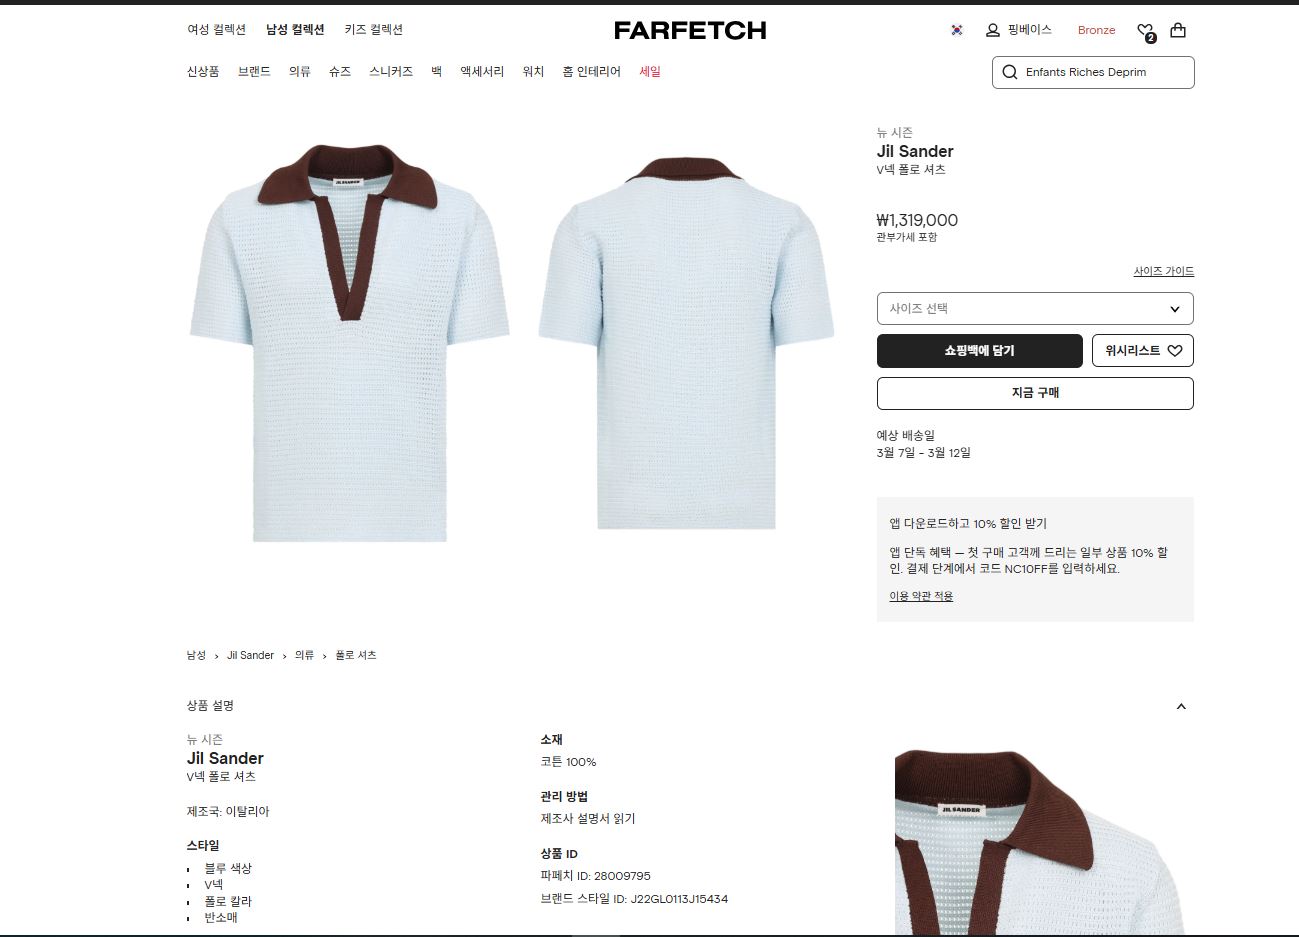 여성 컬렉션 남성 컬렉션 키즈 컬렉션 FARFETCH 핑베이스 Bronze 2
신상품 브랜드 의류 슈즈 스니커즈 백 액세서리 워치 홈 인테리어 세일 Enfants Riches Deprim
뉴 시즌
Jil Sander
V넥 폴로 셔츠
JIL SANDER
₩1,319,000
관부가세 포함
사이즈 가이드
사이즈 선택
쇼핑백에 담기 위시리스트
지금 구매
예상 배송일
3월 7일 - 3월 12일
앱 다운로드하고 10% 할인 받기
앱 단독 혜택 — 첫 구매 고객께 드리는 일부 상품 10% 할
인. 결제 단계에서 코드 NC10FF를 입력하세요.
이용 약관 적용
남성 > Jil Sander > 의류 > 폴로 셔츠
상품 설명
뉴 시즌
Jil Sander
V넥 폴로 셔츠
제조국: 이탈리아
스타일
블루 색상
V넥
폴로 칼라
반소매
소재
코튼 100%
관리 방법
제조사 설명서 읽기
상품 ID
파페치 ID: 28009795
브랜드 스타일 ID: J22GL0113J15434
JIL SANDER